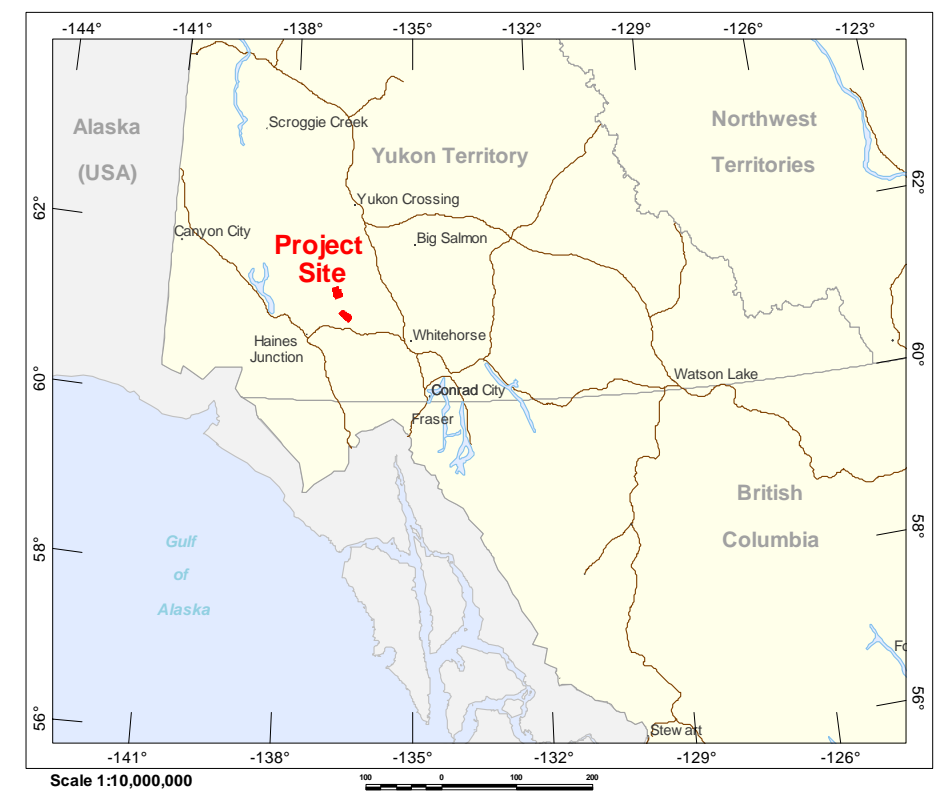 -144°
-141°
-138°
-135°
-132°
-129°
-126°
-123°
Alaska
(USA)
Scroggie Creek
Yukon Territory
Northwest
Territories
62°
62°
Yukon Crossing
Canyon City
Big Salmon
Project
Site
Haines
Junction
Whitehorse
60°
60°
Watson Lake
Conrad City
Fraser
British
Columbia
58°
58°
Gulf
of
Alaska
Fo
56°
56°
Stewart
-141°
-138°
-135°
-132°
-129°
-126°
Scale 1:10,000,000
100
0
100
200